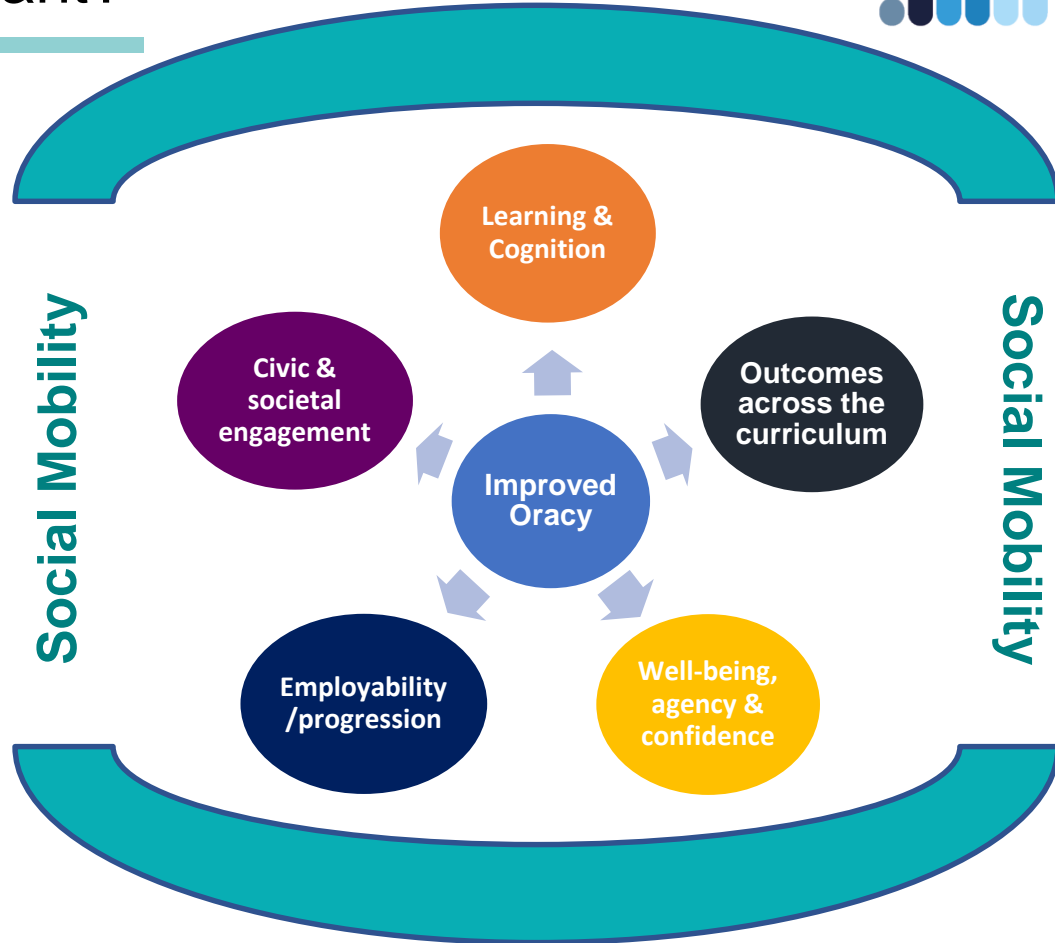 Learning &
Cognition
Civic &
societal
engagement
Outcomes
across the
curriculum
Improved
Oracy
Employability
/progression
Well-being,
agency &
confidence
Social Mobility
Social Mobility